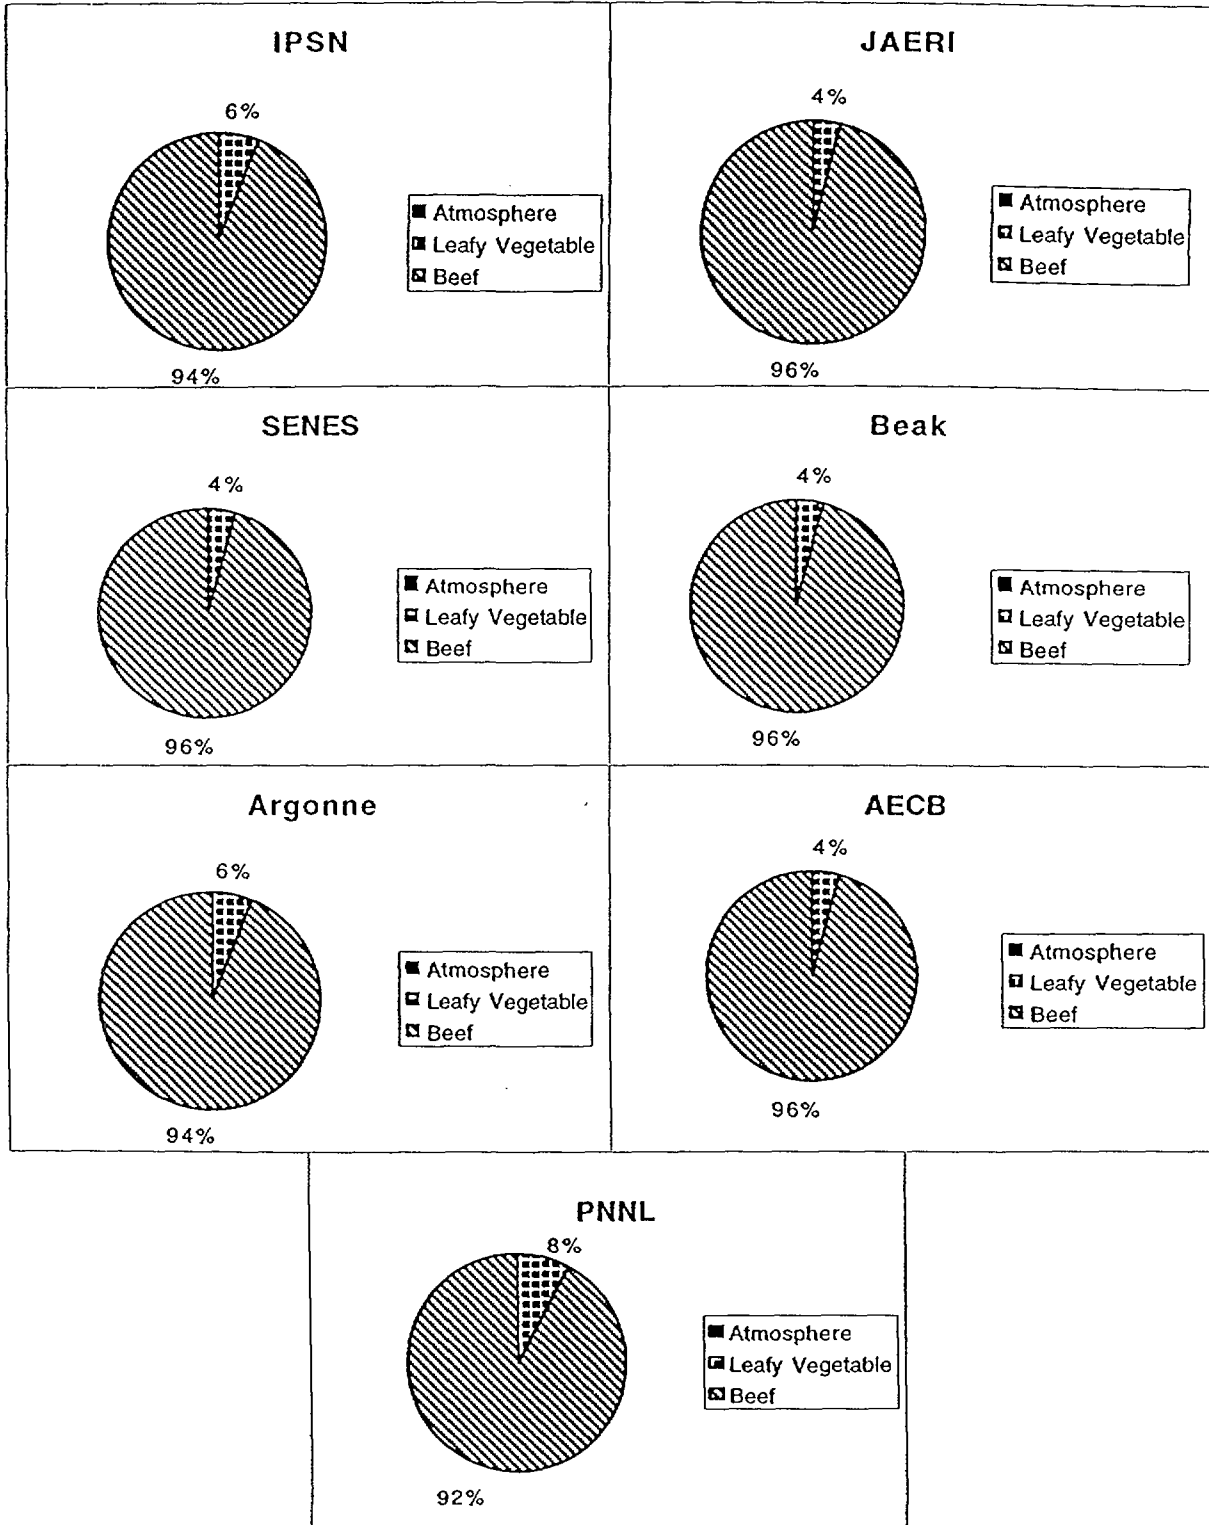 IPSN
6%
Atmosphere
Leafy Vegetable
Beef
94%
JAERI
4%
Atmosphere
Leafy Vegetable
Beef
96%
SENES
4%
Atmosphere
Leafy Vegetable
Beef
96%
Beak
4%
Atmosphere
Leafy Vegetable
Beef
96%
Argonne
6%
Atmosphere
Leafy Vegetable
Beef
94%
AECB
4%
Atmosphere
Leafy Vegetable
Beef
96%
PNNL
8%
Atmosphere
Leafy Vegetable
Beef
92%